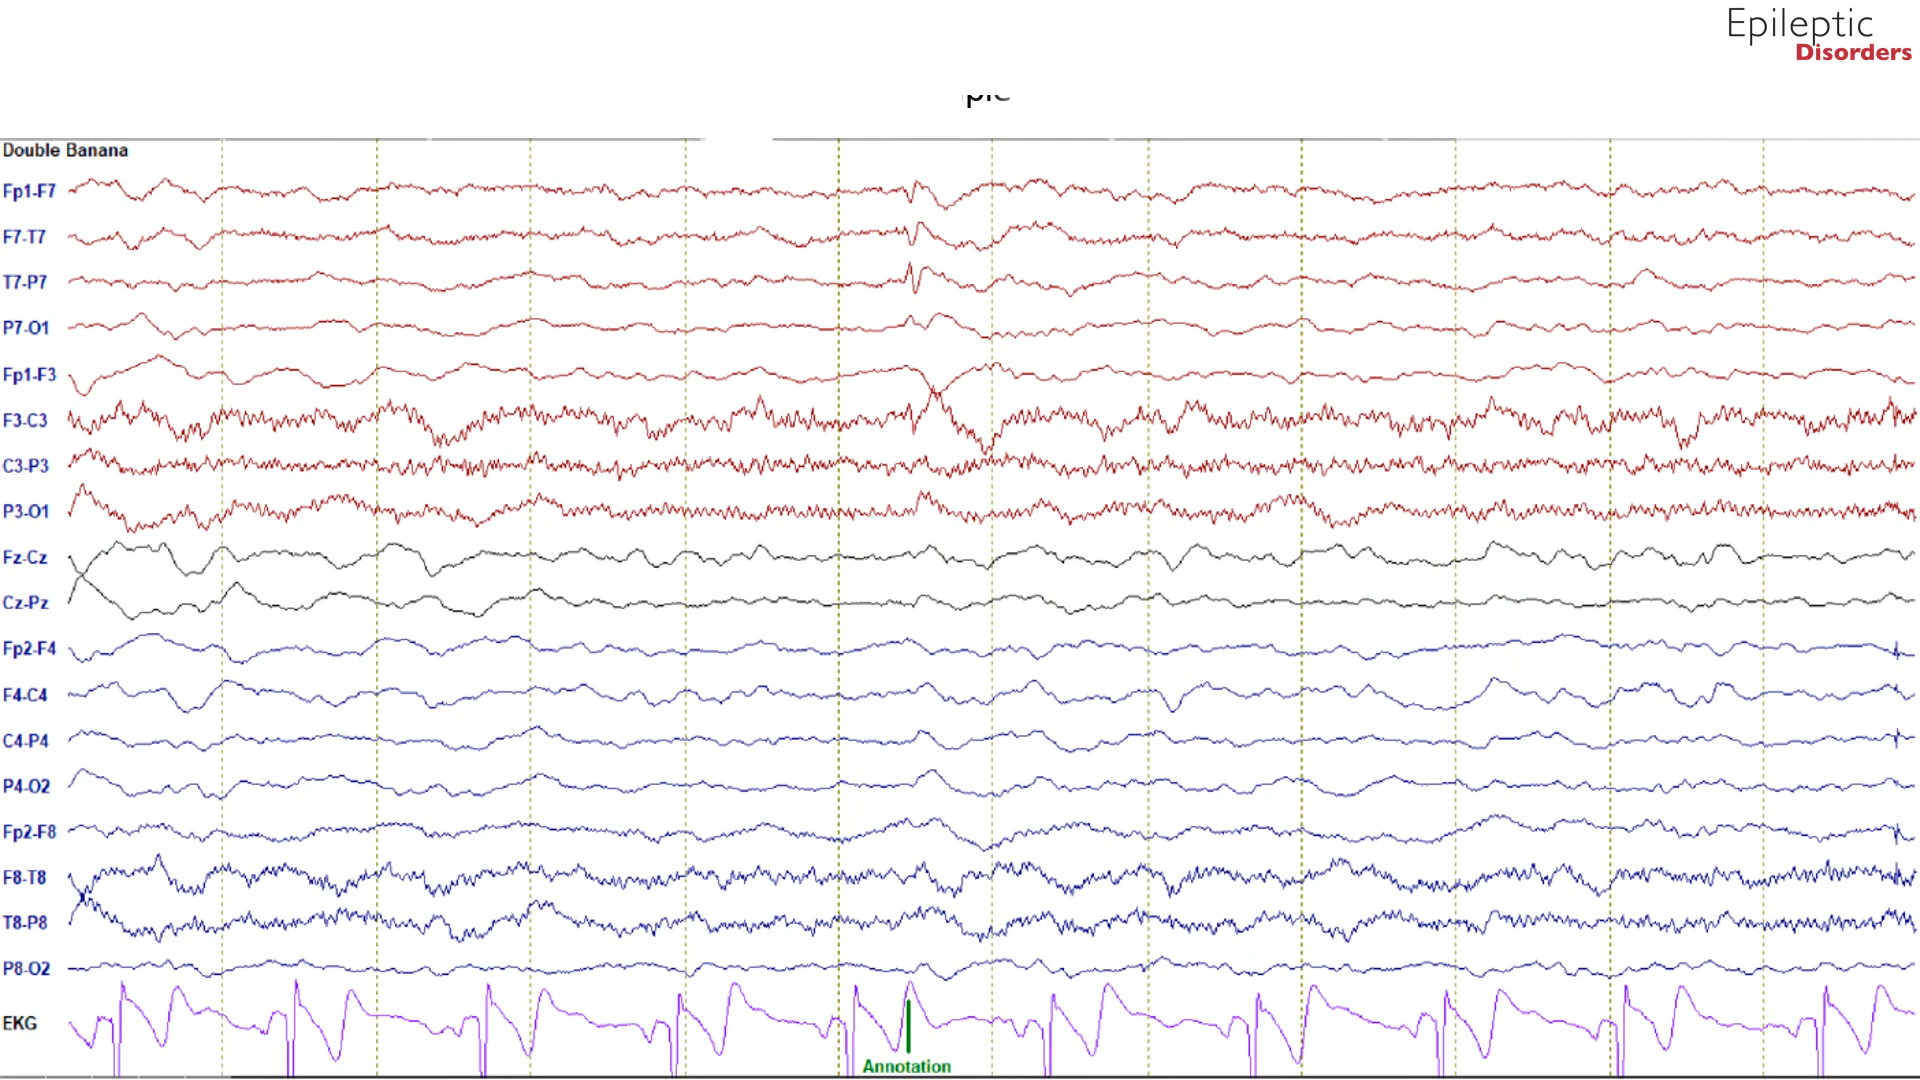 Epileptic
Disorders
Double Banana
Fp1-F7
F7-T7
T7-P7
P7-O1
Fp1-F3
F3-C3
C3-P3
P3-O1
Fz-Cz
Cz-Pz
Fp2-F4
F4-C4
C4-P4
P4-O2
Fp2-F8
F8-T8
T8-P8
P8-O2
EKG
Annotation